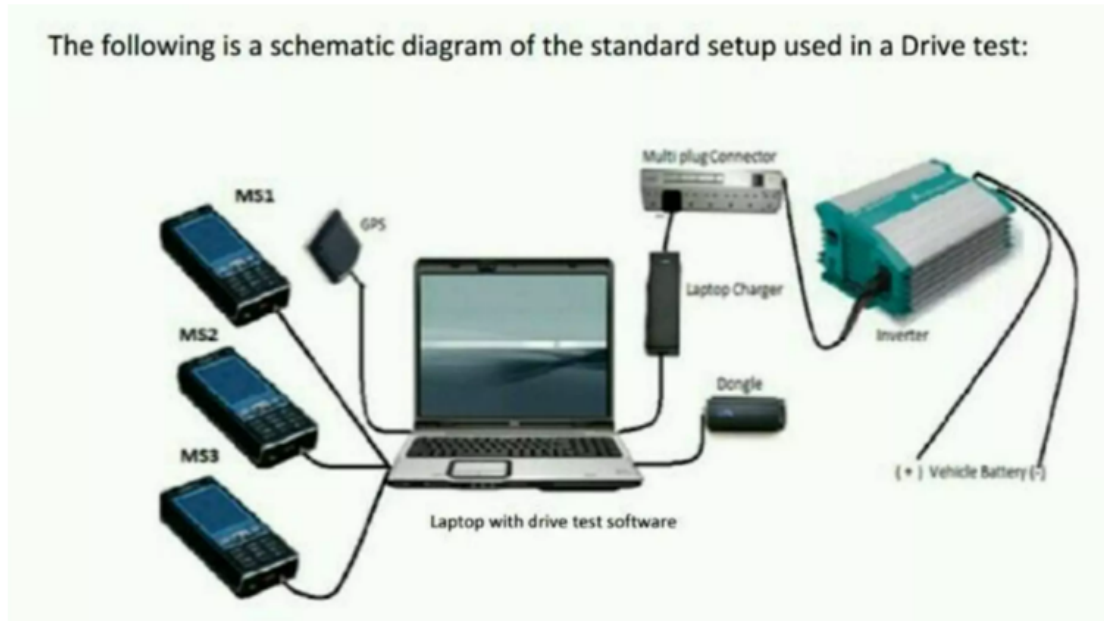 The following is a schematic diagram of the standard setup used in a Drive test:
Multi plug Connector
MS1
GPS
Laptop Charger
MS2
Inverter
Dongle
MS3
(+) Vehicle Battery (-)
Laptop with drive test software